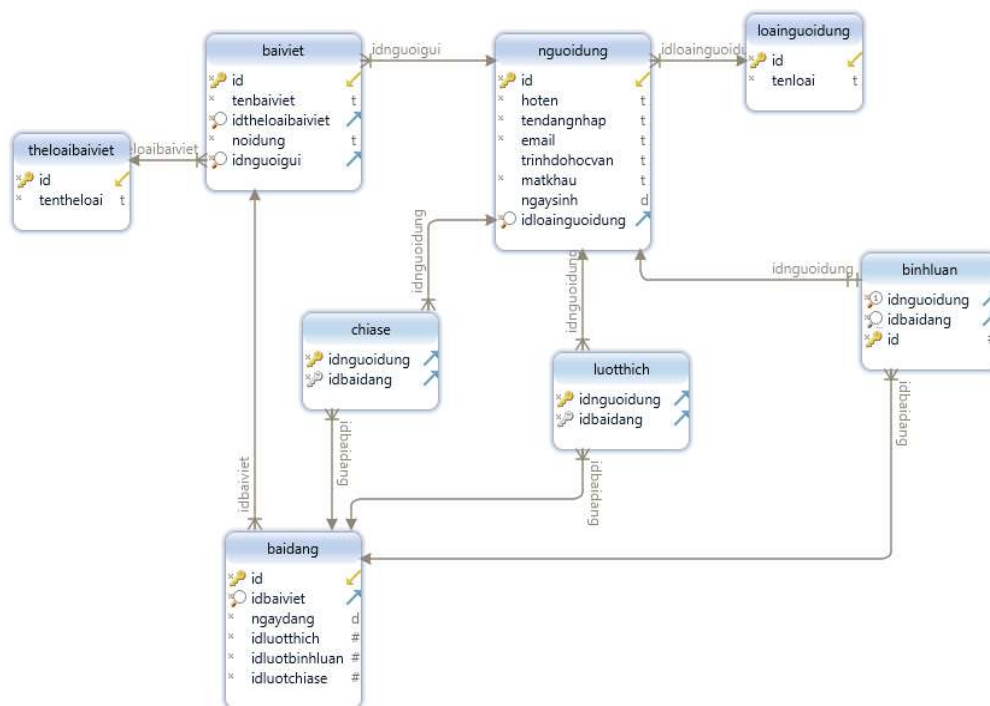 baiviet
id
tenbaiviet t
idtheloaibaiviet
noidung t
idnguoigui
idnguoigui
nguoidung
id
hoten t
tendangnhap t
email t
trinhdohocvan t
matkhau t
ngaysinh d
idloainguoidung
idloainguoidu
loainguoidung
id
tenloai t
theloaibaiviet
id
tentheloai t
eloaibaiviet
idnguoidung
idnguoidung
idnguoidung
binhluan
idnguoidung
idbaidang
id
chiase
idnguoidung
idbaidang
luotthich
idnguoidung
idbaidang
idbaiviet
idbaidang
idbaidang
idbaidang
baidang
id
idbaiviet
ngaydang d
idluotthich #
idluotbinhluan #
idluotchiase #